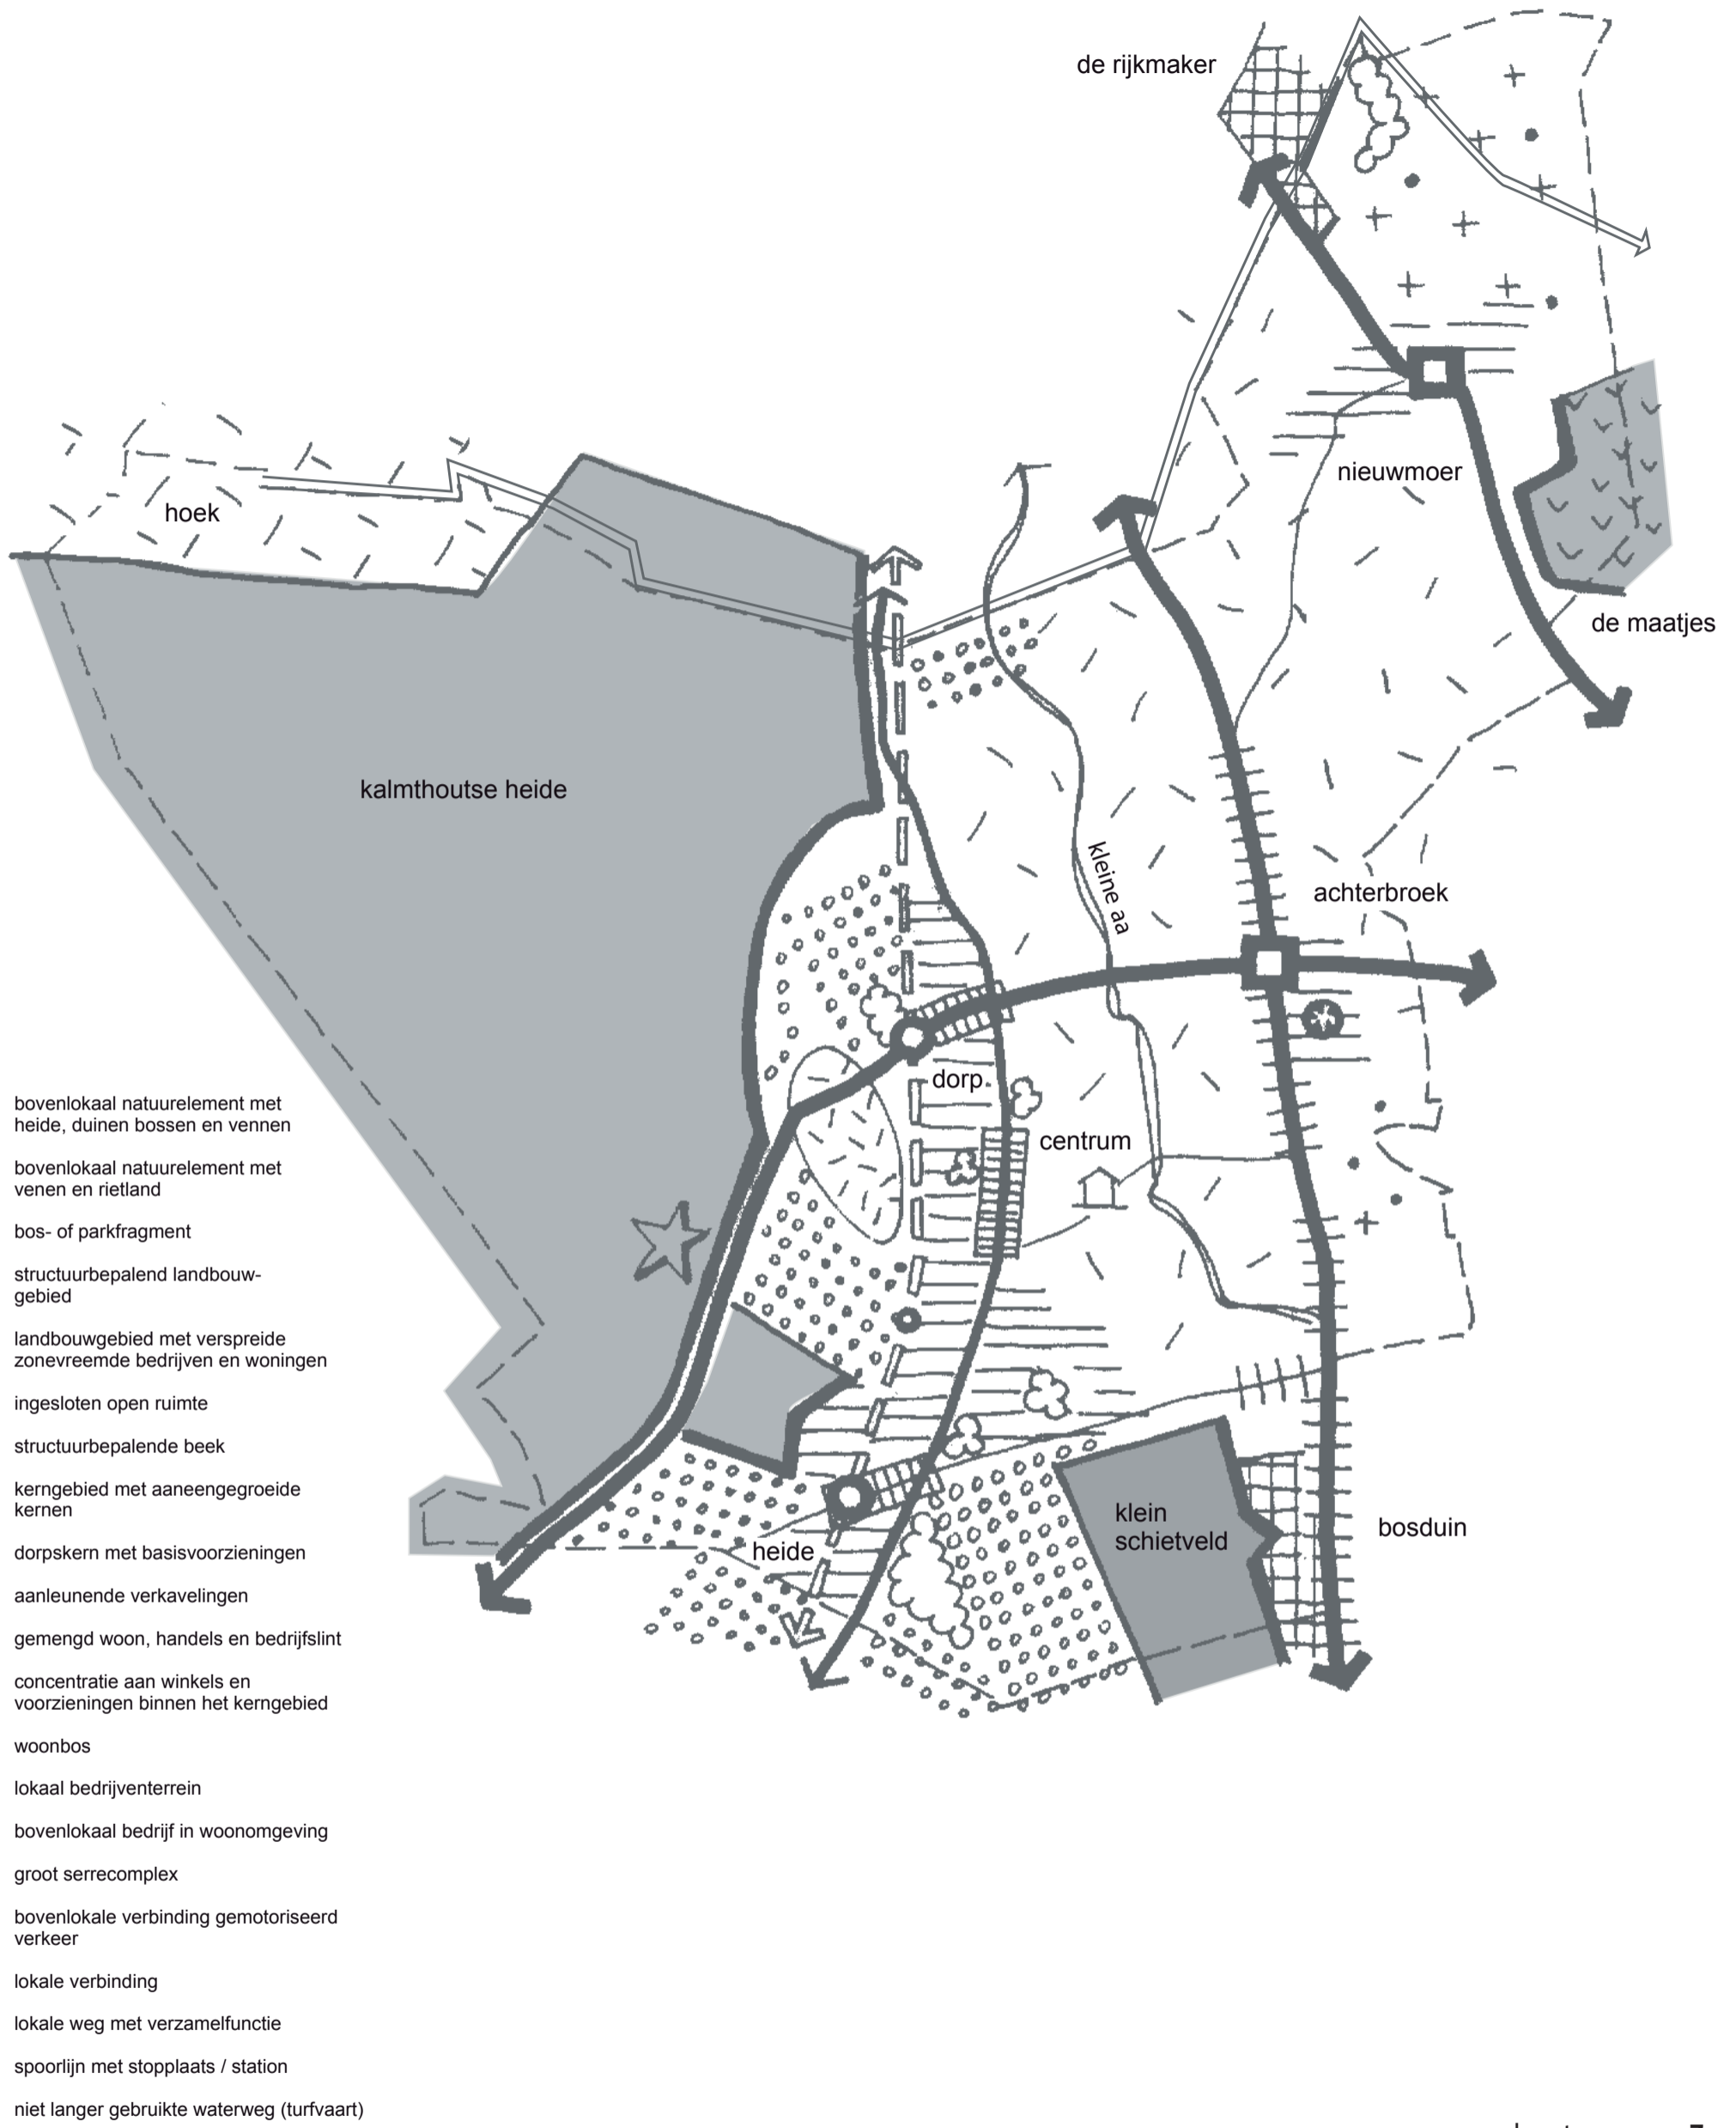 de rijkmaker
nieuwmoer
hoek
de maatjes
kalmthoutse heide
kleine aa
achterbroek
dorp
centrum
klein
schietveld
bosduin
heide
bovenlokaal natuurelement met
heide, duinen bossen en vennen
bovenlokaal natuurelement met
venen en rietland
bos- of parkfragment
structuurbepalend landbouw-
gebied
landbouwgebied met verspreide
zonevreemde bedrijven en woningen
ingesloten open ruimte
structuurbepalende beek
kerngebied met aaneengegroeide
kernen
dorpskern met basisvoorzieningen
aanleunende verkavelingen
gemengd woon, handels en bedrijfslint
concentratie aan winkels en
voorzieningen binnen het kerngebied
woonbos
lokaal bedrijventerrein
bovenlokaal bedrijf in woonomgeving
groot serrecomplex
bovenlokale verbinding gemotoriseerd
verkeer
lokale verbinding
lokale weg met verzamelfunctie
spoorlijn met stopplaats / station
niet langer gebruikte waterweg (turfvaart)